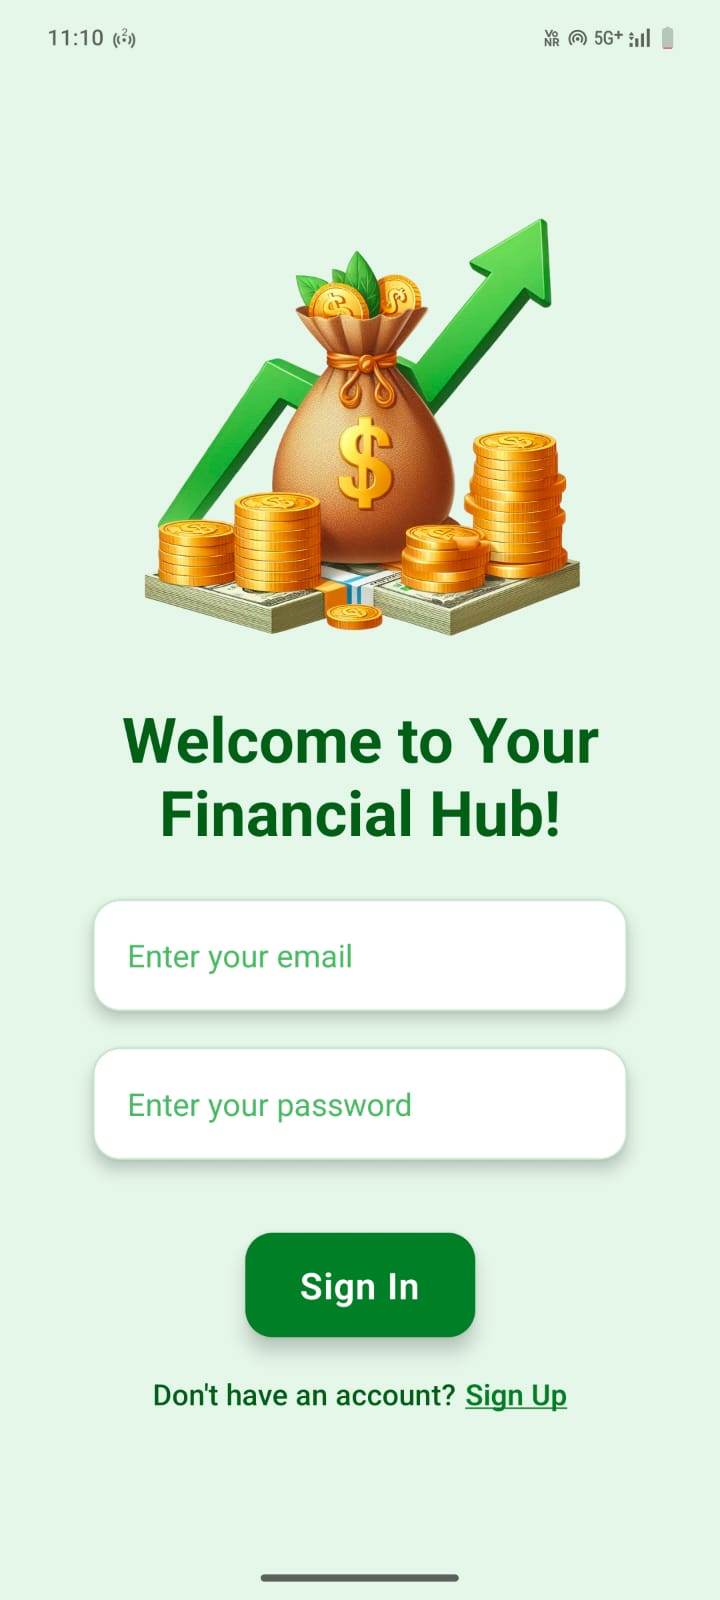 11:10 2 Vo NR 5G+
$
Welcome to Your
Financial Hub!
Enter your email
Enter your password
Sign In
Don't have an account? Sign Up